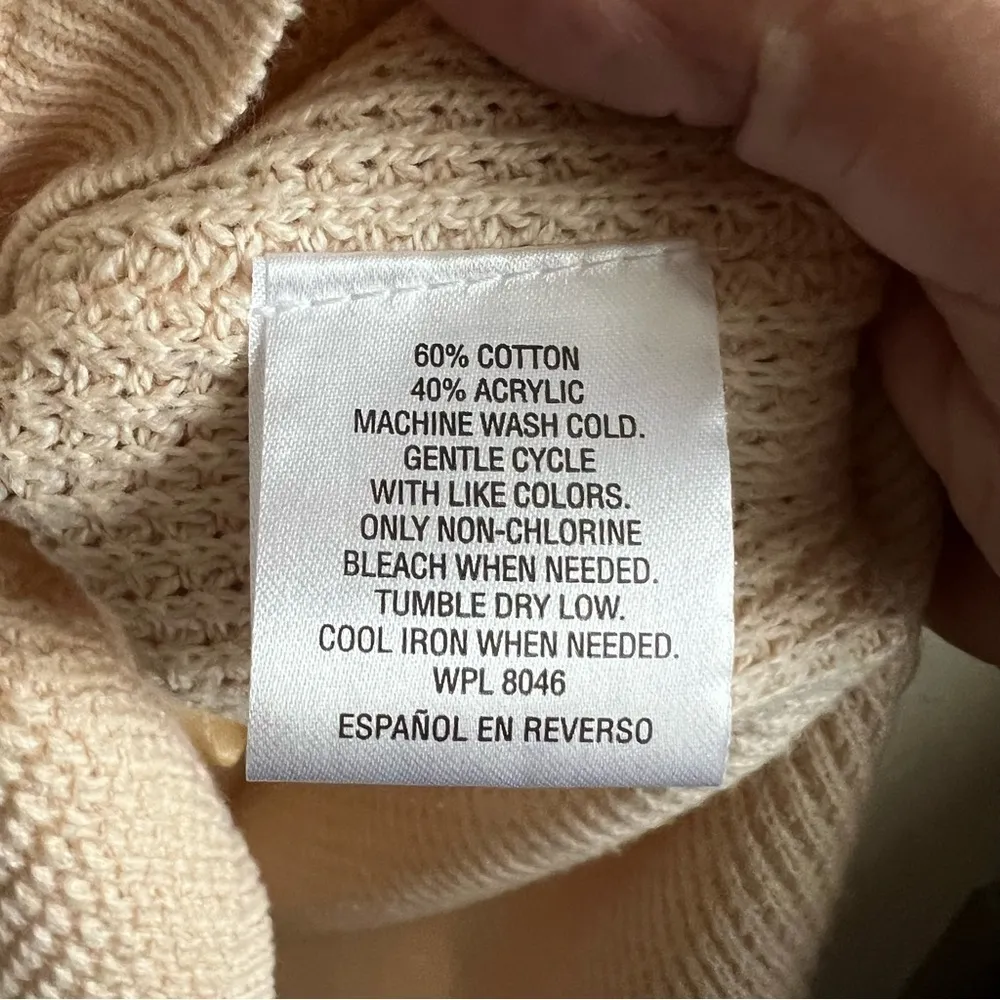 60% COTTON
40% ACRYLIC
MACHINE WASH COLD.
GENTLE CYCLE
WITH LIKE COLORS.
ONLY NON-CHLORINE
BLEACH WHEN NEEDED.
TUMBLE DRY LOW.
COOL IRON WHEN NEEDED.
WPL 8046
ESPAÑOL EN REVERSO